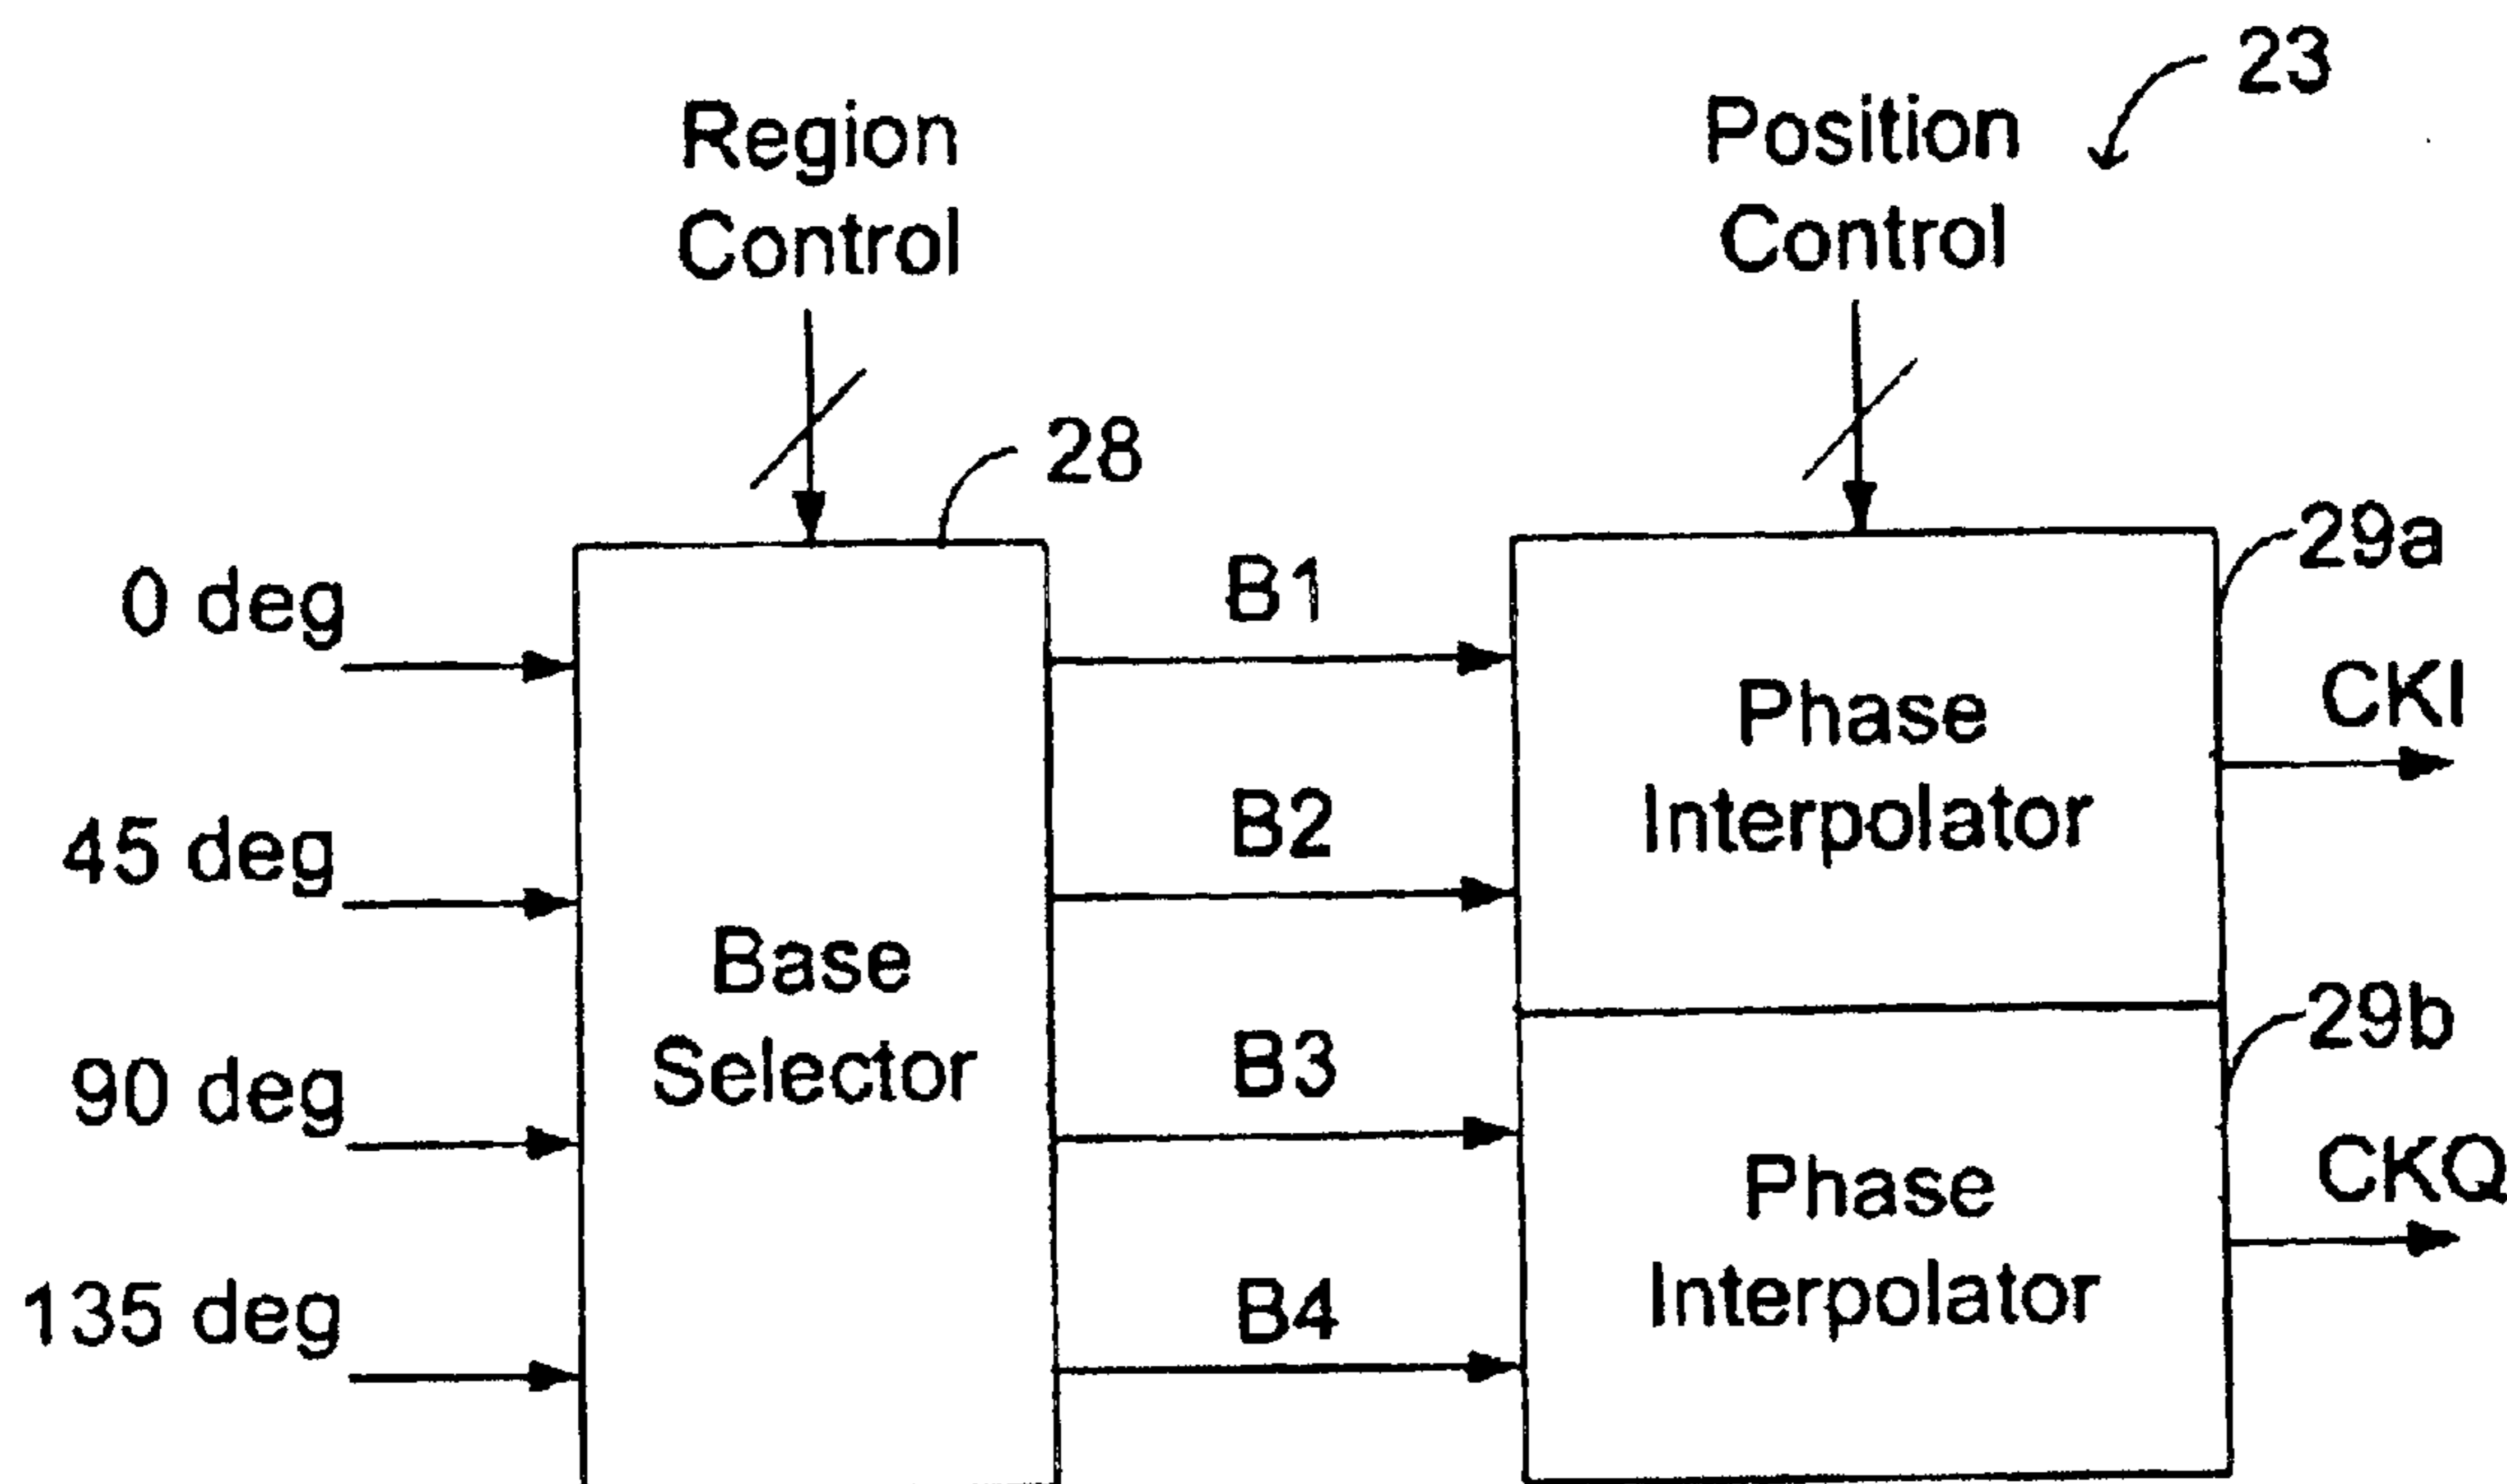 23
Region
Control
Position
Control
28
29a
0 deg
B1
CKI
Phase
Interpolator
45 deg
B2
Base
Selector
29b
90 deg
B3
CKQ
Phase
Interpolator
135 deg
B4